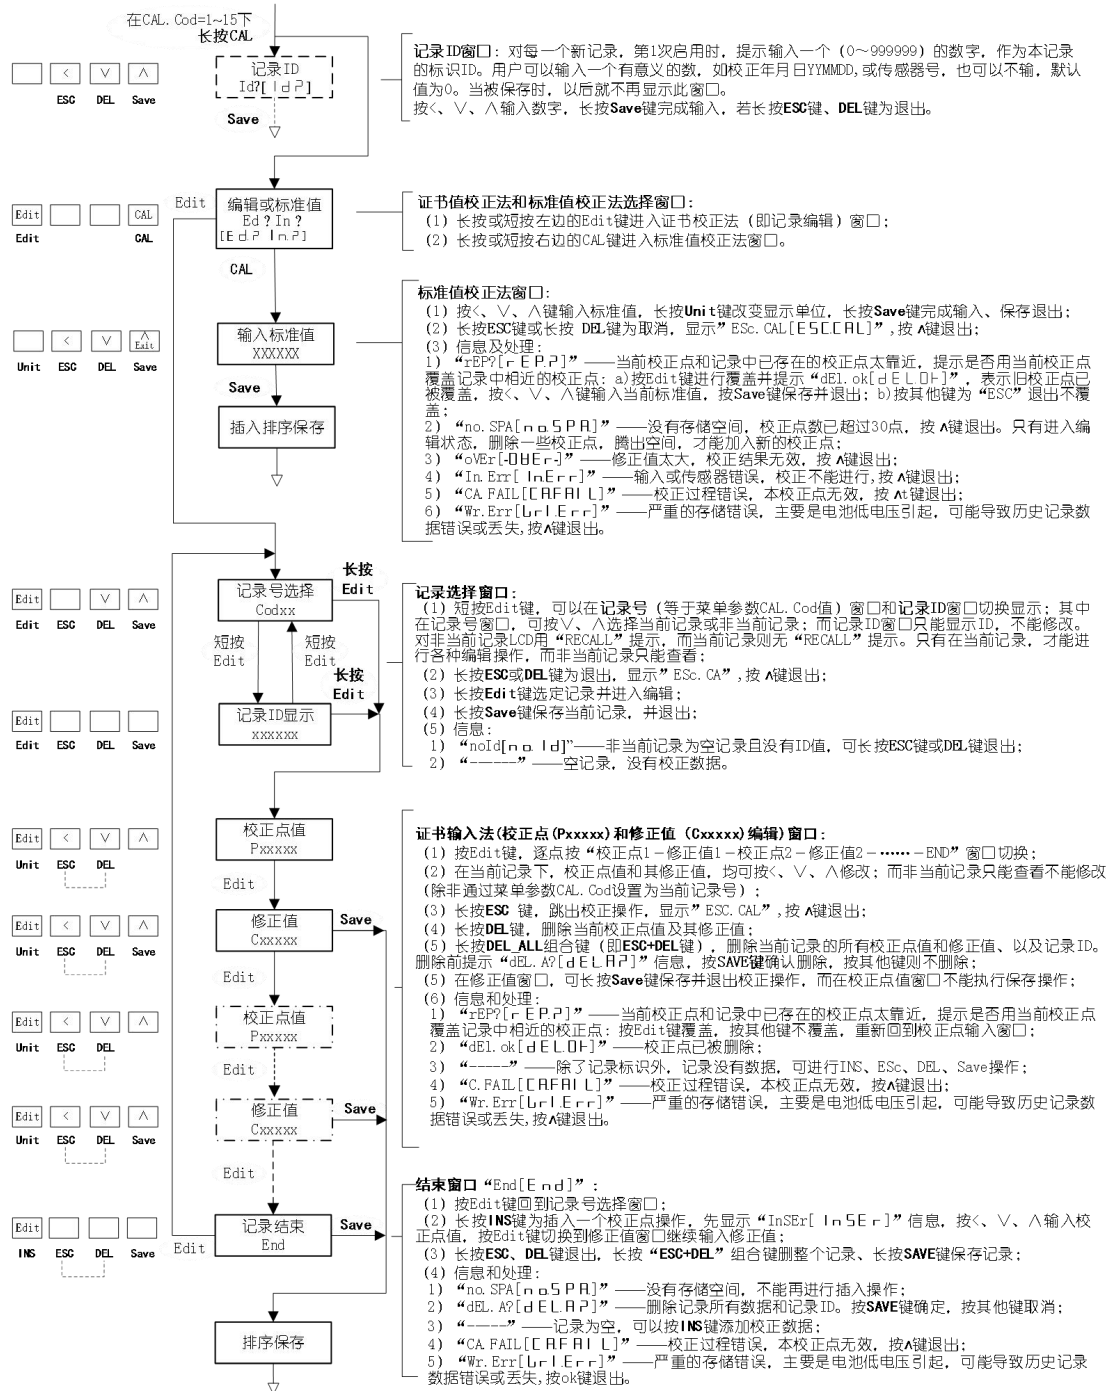 在CAL.Cod=1~15下
长按CAL
记录ID
Id?[Id?]
Save
< ∨ ∧
ESC DEL Save
记录ID窗口：对每一个新记录，第1次启用时，提示输入一个（0～999999）的数字，作为本记录
的标识ID。用户可以输入一个有意义的数，如校正年月日YYMMDD,或传感器号，也可以不输，默认
值为0。当被保存时，以后就不再显示此窗口。
按<、∨、∧输入数字，长按Save键完成输入，若长按ESC键、DEL键为退出。
Edit
编辑或标准值
Ed？In？
[Ed.? In.?]
CAL
Edit CAL
Edit CAL
证书值校正法和标准值校正法选择窗口：
（1）长按或短按左边的Edit键进入证书校正法（即记录编辑）窗口；
（2）长按或短按右边的CAL键进入标准值校正法窗口。
输入标准值
XXXXXX
Save
插入排序保存
< ∨ ∧ Exit
Unit ESC DEL Save
标准值校正法窗口：
（1）按<、∨、∧键输入标准值，长按Unit键改变显示单位，长按Save键完成输入、保存退出；
（2）长按ESC键或长按 DEL键为取消，显示”ESc.CAL[ESC.CAL]”,按∧键退出；
（3）信息及处理：
1）“rEP?[rEP.?]”——当前校正点和记录中已存在的校正点太靠近，提示是否用当前校正点
覆盖记录中相近的校正点：a)按Edit键进行覆盖并提示“dEl.ok[dEL.OH]”，表示旧校正点已
被覆盖，按<、∨、∧键输入当前标准值，按Save键保存并退出；b)按其他键为“ESC”退出不覆
盖；
2）“no.SPA[no.SPA]”——没有存储空间，校正点数已超过30点，按∧键退出。只有进入编
辑状态，删除一些校正点，腾出空间，才能加入新的校正点；
3）“oVEr[-OUEr-]”——修正值太大，校正结果无效，按∧键退出；
4）“In.Err[In.Err]”——输入或传感器错误，校正不能进行,按∧键退出；
5）“CA.FAIL[CA.FAIL]”——校正过程错误，本校正点无效，按∧t键退出；
6）“Wr.Err[Wr.Err]”——严重的存储错误，主要是电池低电压引起，可能导致历史记录数
据错误或丢失,按∧键退出。
记录号选择
Codxx
长按
Edit
短按
Edit
短按
Edit
长按
Edit
记录ID显示
xxxxxx
Edit ∨ ∧
Edit ESC DEL Save
Edit
Edit ESC DEL Save
记录选择窗口：
（1）短按Edit键，可以在记录号（等于菜单参数CAL.Cod值）窗口和记录ID窗口切换显示；其中
在记录号窗口，可按∨、∧选择当前记录或非当前记录；而记录ID窗口只能显示ID，不能修改。
对非当前记录LCD用“RECALL”提示，而当前记录则无“RECALL”提示。只有在当前记录，才能进
行各种编辑操作，而非当前记录只能查看；
（2）长按ESC或DEL键为退出，显示”ESc.CA”,按∧键退出；
（3）长按Edit键选定记录并进入编辑；
（4）长按Save键保存当前记录，并退出；
（5）信息：
1）“noId[no.Id]”——非当前记录为空记录且没有ID值，可长按ESC键或DEL键退出；
2）“------”——空记录，没有校正数据。
校正点值
Pxxxxx
Edit
修正值
Cxxxxx
Save
Edit
校正点值
Pxxxxx
Edit
修正值
Cxxxxx
Save
Edit
Edit < ∨ ∧
Unit ESC DEL
Edit < ∨ ∧
Unit ESC DEL Save
Edit < ∨ ∧
Unit ESC DEL Save
Edit < ∨ ∧
Unit ESC DEL Save
证书输入法(校正点(Pxxxxx)和修正值（Cxxxxx)编辑)窗口：
（1）按Edit键，逐点按“校正点1－修正值1－校正点2－修正值2－……－END”窗口切换；
（2）在当前记录下，校正点值和其修正值，均可按<、∨、∧修改；而非当前记录只能查看不能修改
(除非通过菜单参数CAL.Cod设置为当前记录号)；
（3）长按ESC 键，跳出校正操作，显示”ESC.CAL”,按∧键退出；
（4）长按DEL键，删除当前校正点值及其修正值；
（5）长按DEL_ALL组合键（即ESC+DEL键），删除当前记录的所有校正点值和修正值、以及记录ID。
删除前提示“dEL.A?[dEL.A?]”信息，按SAVE键确认删除，按其他键则不删除；
（5）在修正值窗口，可长按Save键保存并退出校正操作，而在校正点值窗口不能执行保存操作；
（6）信息和处理：
1）“rEP?[rEP.?]”——当前校正点和记录中已存在的校正点太靠近，提示是否用当前校正点
覆盖记录中相近的校正点：按Edit键覆盖，按其他键不覆盖，重新回到校正点输入窗口；
2）“dEl.ok[dEL.OH]”——校正点已被删除；
3）“-----”——除了记录标识外，记录没有数据，可进行INS、ESc、DEL、Save操作；
4）“C.FAIL[CA.FAIL]”——校正过程错误，本校正点无效，按∧键退出；
5）“Wr.Err[Wr.Err]”——严重的存储错误，主要是电池低电压引起，可能导致历史记录数
据错误或丢失,按∧键退出。
记录结束
End
Save
Edit
排序保存
Edit
INS ESC DEL Save
结束窗口“End[End]”：
（1）按Edit键回到记录号选择窗口；
（2）长按INS键为插入一个校正点操作，先显示“InSEr[InSEr]”信息，按<、∨、∧输入校
正点值，按Edit键切换到修正值窗口继续输入修正值；
（3）长按ESC、DEL键退出，长按“ESC+DEL”组合键删整个记录、长按SAVE键保存记录；
（4）信息和处理：
1）“no.SPA[no.SPA]”——没有存储空间，不能再进行插入操作；
2）“dEL.A?[dEL.A?]”——删除记录所有数据和记录ID。按SAVE键确定，按其他键取消；
3）“-----”——记录为空，可以按INS键添加校正数据；
4）“CA.FAIL[CA.FAIL]”——校正过程错误，本校正点无效，按∧键退出；
5）“Wr.Err[Wr.Err]”——严重的存储错误，主要是电池低电压引起，可能导致历史记录
数据错误或丢失,按ok键退出。